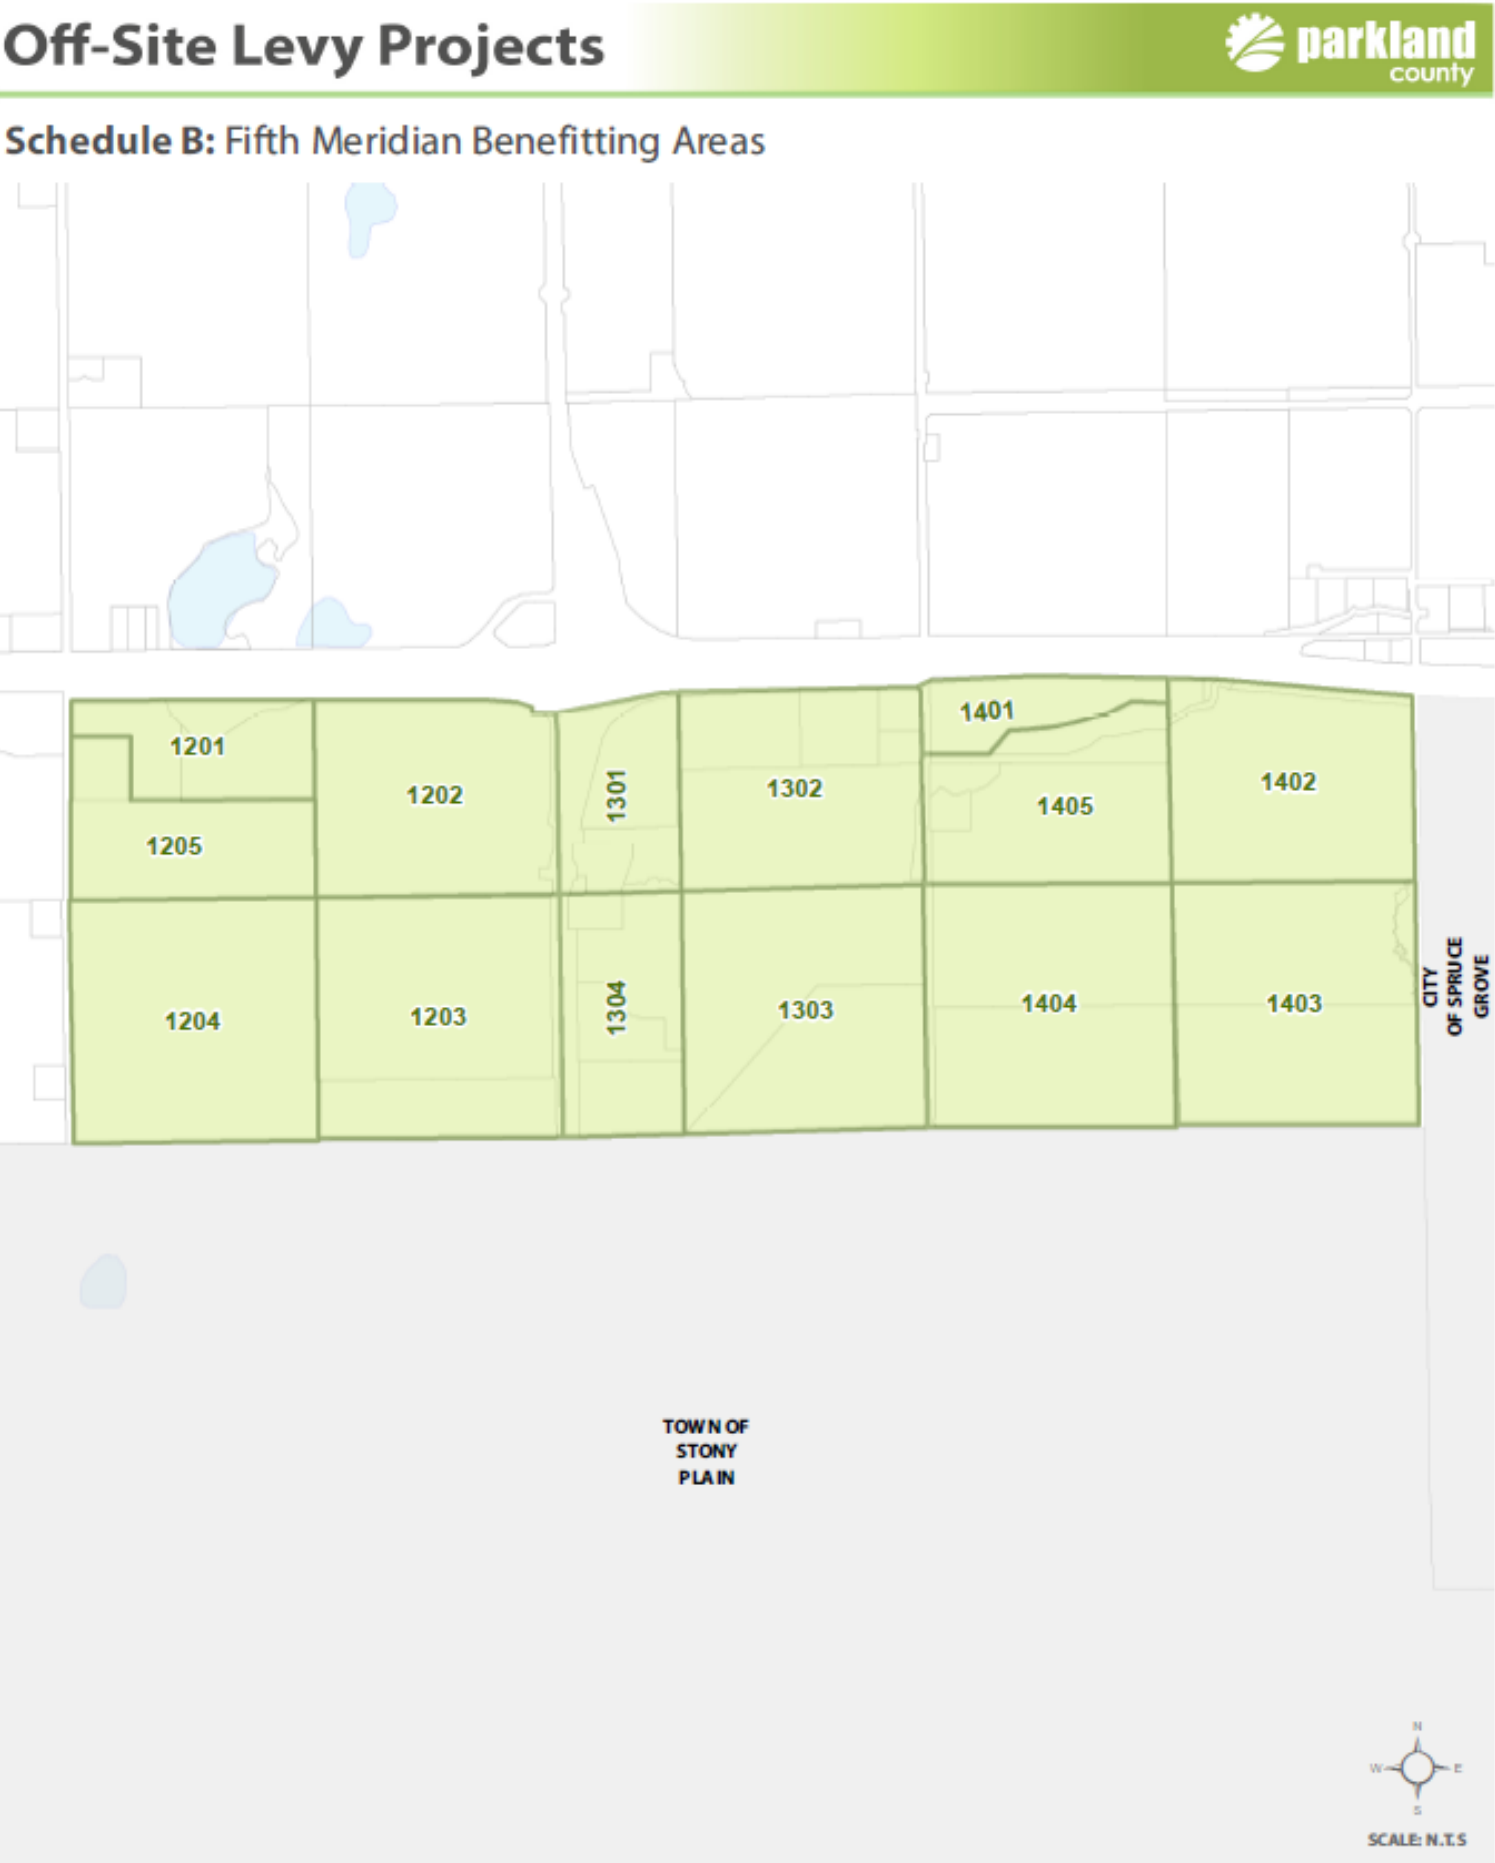 Off-Site Levy Projects
parkland
county
Schedule B: Fifth Meridian Benefitting Areas
1201
1202
1205
1301
1302
1401
1405
1402
1204
1203
1304
1303
1404
1403
CITY
OF SPRUCE
GROVE
TOWN OF
STONY
PLAIN
N
W E
S
SCALE: N.T.S